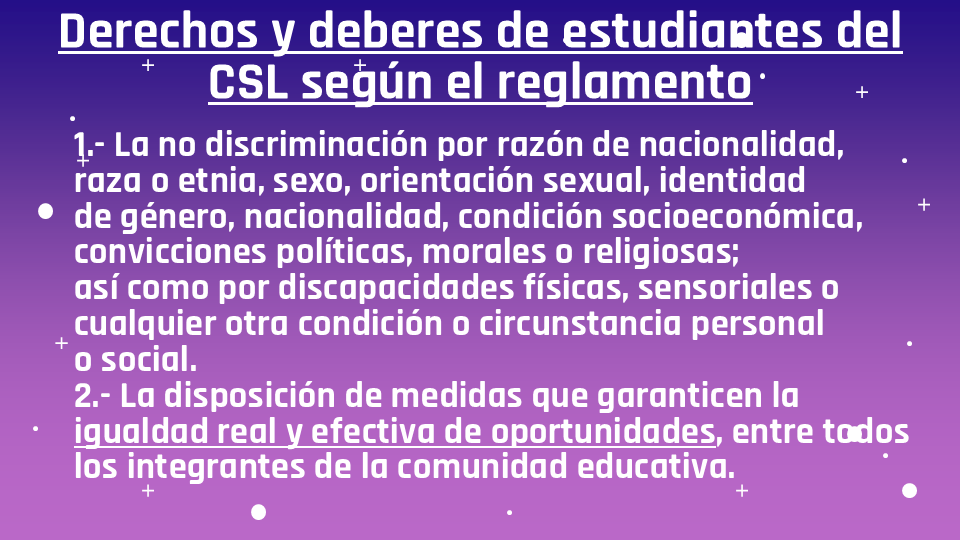 Derechos y deberes de estudiantes del
CSL según el reglamento
1.- La no discriminación por razón de nacionalidad,
raza o etnia, sexo, orientación sexual, identidad
de género, nacionalidad, condición socioeconómica,
convicciones políticas, morales o religiosas;
así como por discapacidades físicas, sensoriales o
cualquier otra condición o circunstancia personal
o social.
2.- La disposición de medidas que garanticen la
igualdad real y efectiva de oportunidades, entre todos
los integrantes de la comunidad educativa.